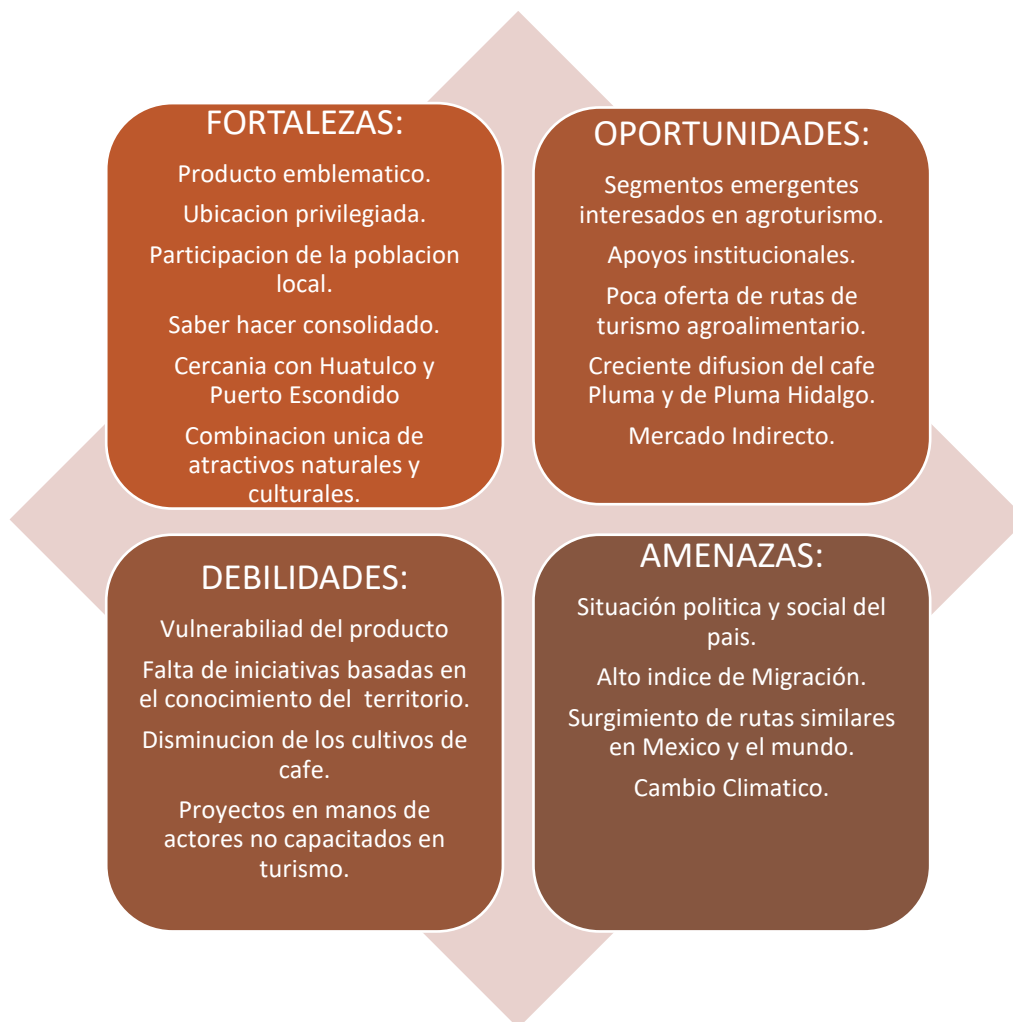 FORTALEZAS:
Producto emblematico.
Ubicacion privilegiada.
Participacion de la poblacion
local.
Saber hacer consolidado.
Cercania con Huatulco y
Puerto Escondido
Combinacion unica de
atractivos naturales y
culturales.
OPORTUNIDADES:
Segmentos emergentes
interesados en agroturismo.
Apoyos institucionales.
Poca oferta de rutas de
turismo agroalimentario.
Creciente difusion del cafe
Pluma y de Pluma Hidalgo.
Mercado Indirecto.
DEBILIDADES:
Vulnerabiliad del producto
Falta de iniciativas basadas en
el conocimiento del territorio.
Disminucion de los cultivos de
cafe.
Proyectos en manos de
actores no capacitados en
turismo.
AMENAZAS:
Situación politica y social del
pais.
Alto indice de Migración.
Surgimiento de rutas similares
en Mexico y el mundo.
Cambio Climatico.